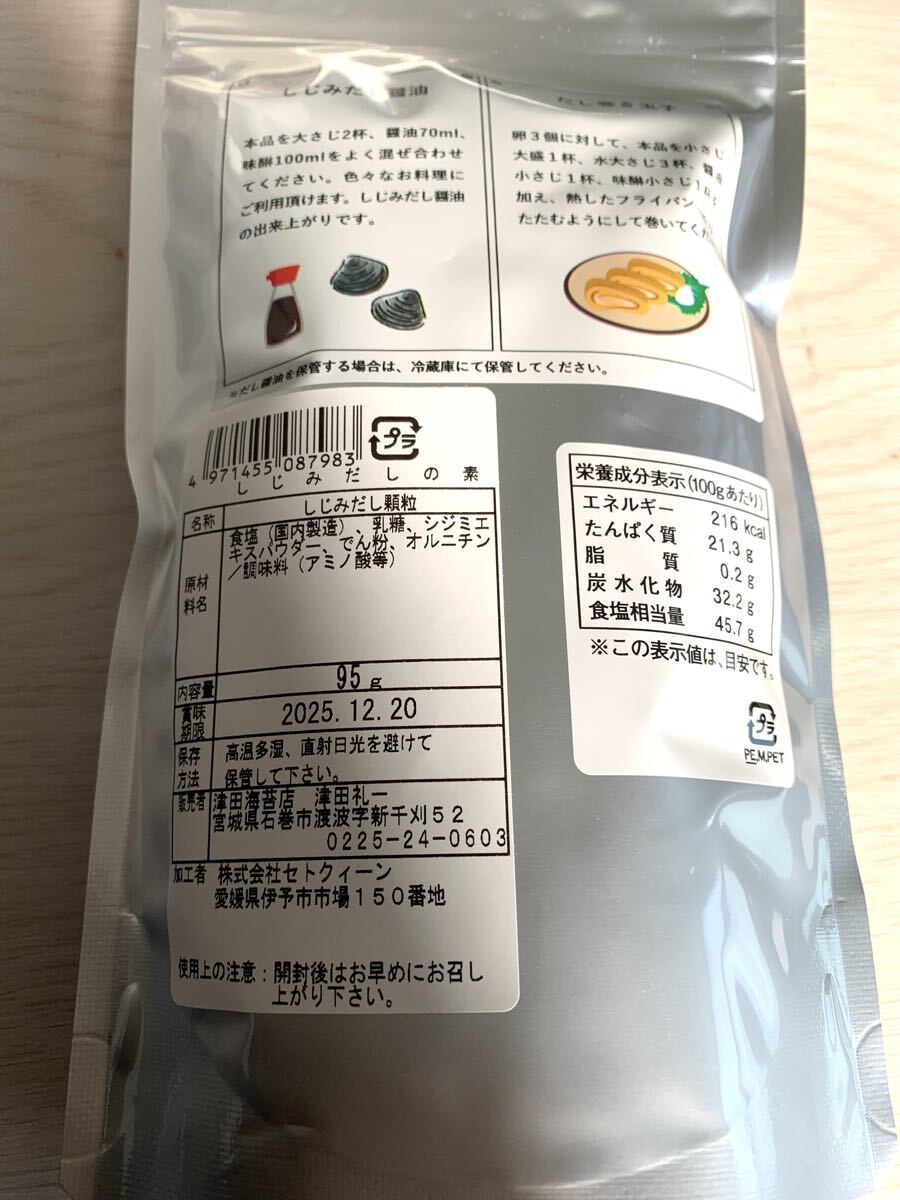 しじみだし醤油
本品を大さじ2杯、醤油70ml、
味醂100mlをよく混ぜ合わせ
てください。色々なお料理に
ご利用頂けます。しじみだし醤油
の出来上がりです。
だし巻き玉子
卵3個に対して、本品を小さじ
大盛1杯、水大さじ3杯、醤油
小さじ1杯、味醂小さじ1杯を
加え、熱したフライパン
たたむようにして巻いてくだ
※だし醤油を保管する場合は、冷蔵庫にて保管してください。
4 971455 087983
プラ
しじみだしの素
名称 しじみだし顆粒
原材料名 食塩（国内製造）、乳糖、シジミエ
キスパウダー、でん粉、オルニチン
／調味料（アミノ酸等）
内容量 95g
賞味期限 2025.12.20
保存方法 高温多湿、直射日光を避けて
保管して下さい。
販売者 津田海苔店 津田礼一
宮城県石巻市渡波字新千刈52
0225-24-0603
加工者 株式会社セトクィーン
愛媛県伊予市市場150番地
使用上の注意：開封後はお早めにお召し
上がり下さい。
栄養成分表示(100gあたり)
エネルギー 216 kcal
たんぱく質 21.3 g
脂質 0.2 g
炭水化物 32.2 g
食塩相当量 45.7 g
※この表示値は、目安です。
プラ
PE,M,PET